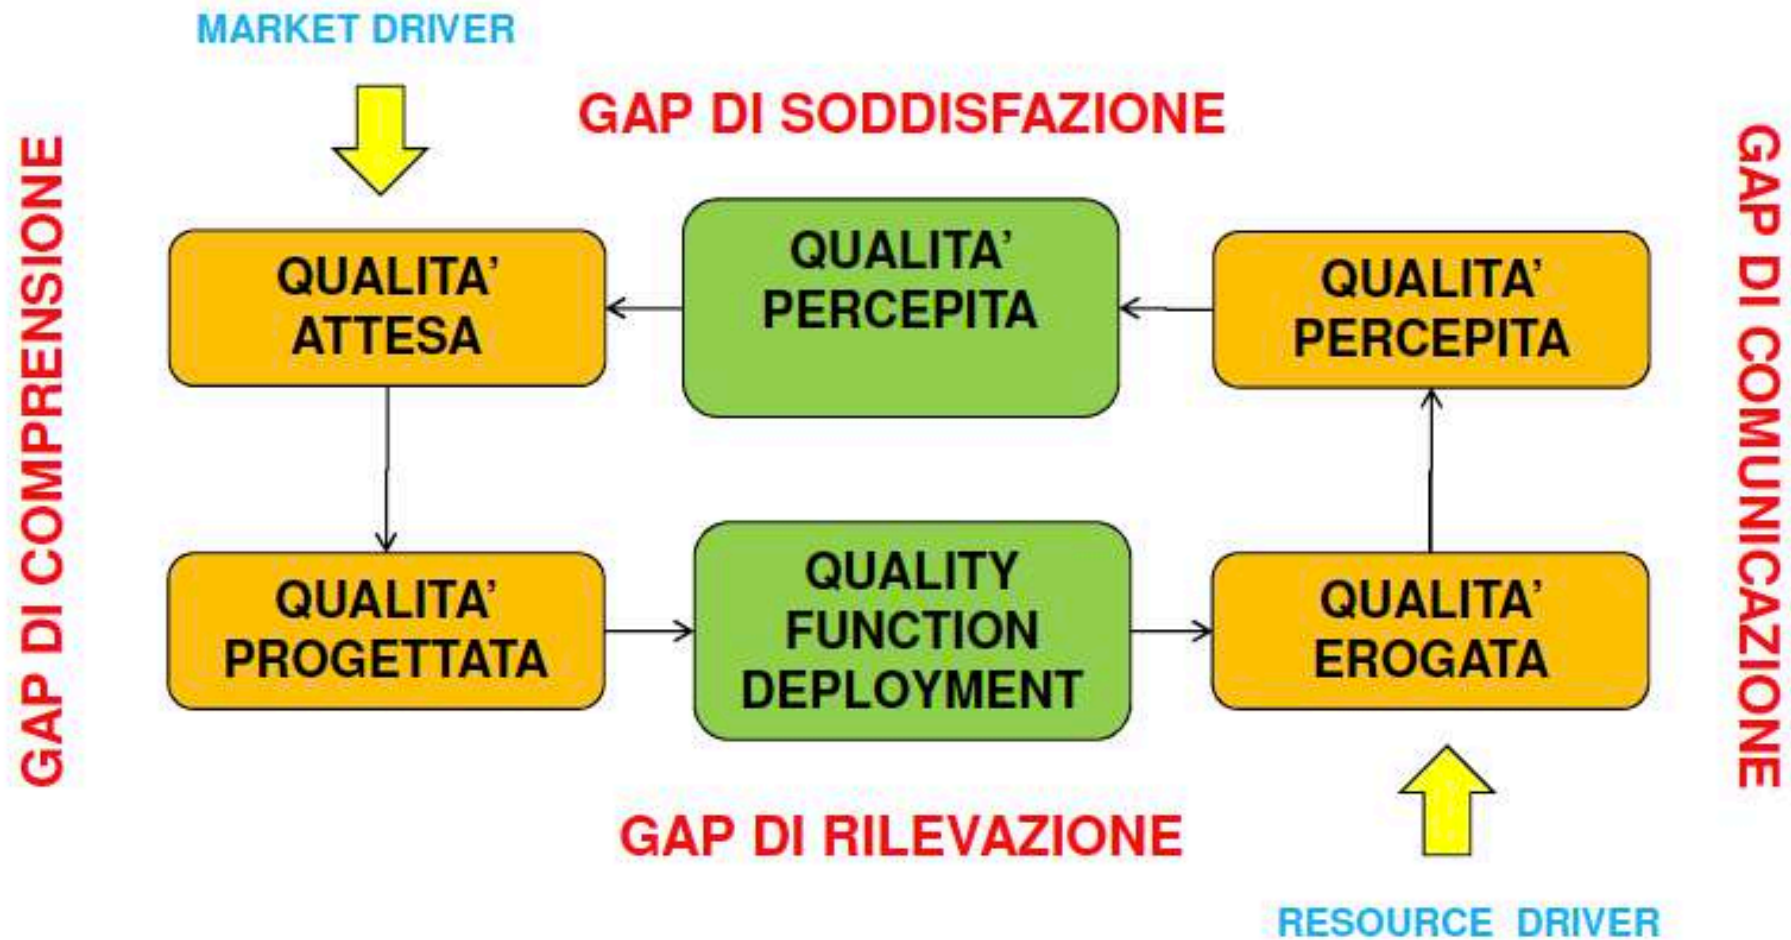 MARKET DRIVER
GAP DI SODDISFAZIONE
GAP DI COMPRENSIONE
QUALITA'
ATTESA
QUALITA'
PERCEPITA
QUALITA'
PERCEPITA
GAP DI COMUNICAZIONE
QUALITA'
PROGETTATA
QUALITY
FUNCTION
DEPLOYMENT
QUALITA'
EROGATA
GAP DI RILEVAZIONE
RESOURCE DRIVER